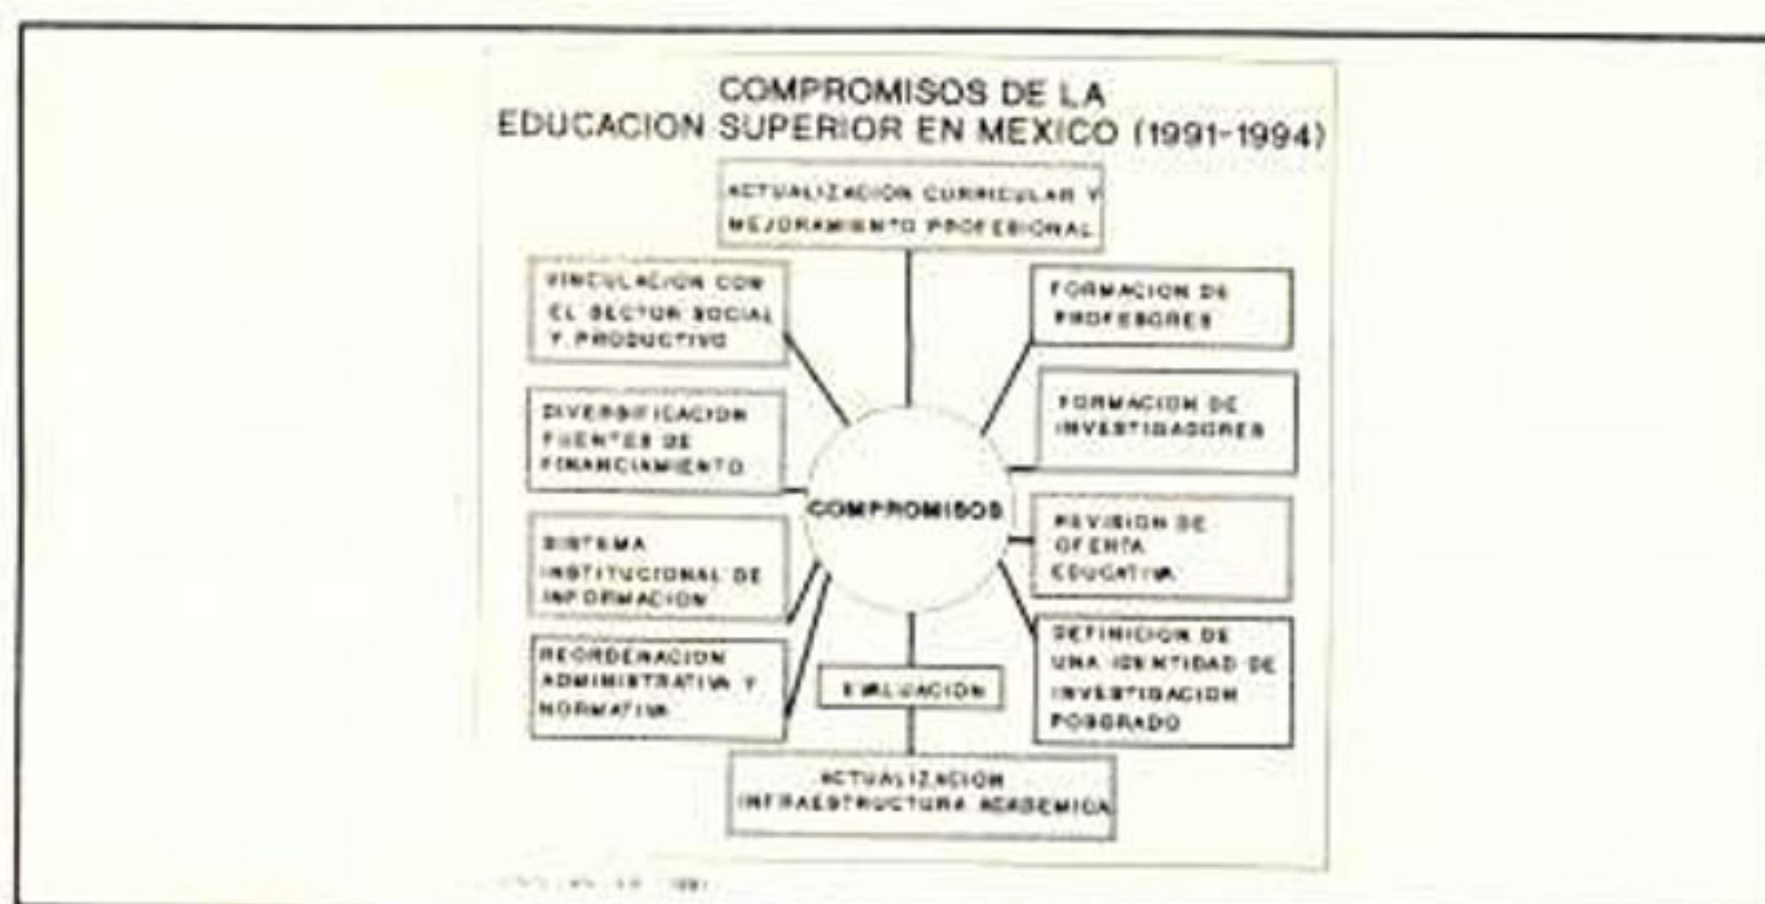 COMPROMISOS DE LA
EDUCACION SUPERIOR EN MEXICO (1991-1994)
ACTUALIZACION CURRICULAR Y
MEJORAMIENTO PROFESIONAL
VINCULACION CON
EL SECTOR SOCIAL
Y PRODUCTIVO
FORMACION DE
PROFESORES
DIVERSIFICACION
FUENTES DE
FINANCIAMIENTO
FORMACION DE
INVESTIGADORES
COMPROMISOS
SISTEMA
INSTITUCIONAL DE
INFORMACION
REVISION DE
OFERTA
EDUCATIVA
REORDENACION
ADMINISTRATIVA Y
NORMATIVA
EVALUACION
DEFINICION DE
UNA IDENTIDAD DE
INVESTIGACION
POSGRADO
ACTUALIZACION
INFRAESTRUCTURA ACADEMICA
1991